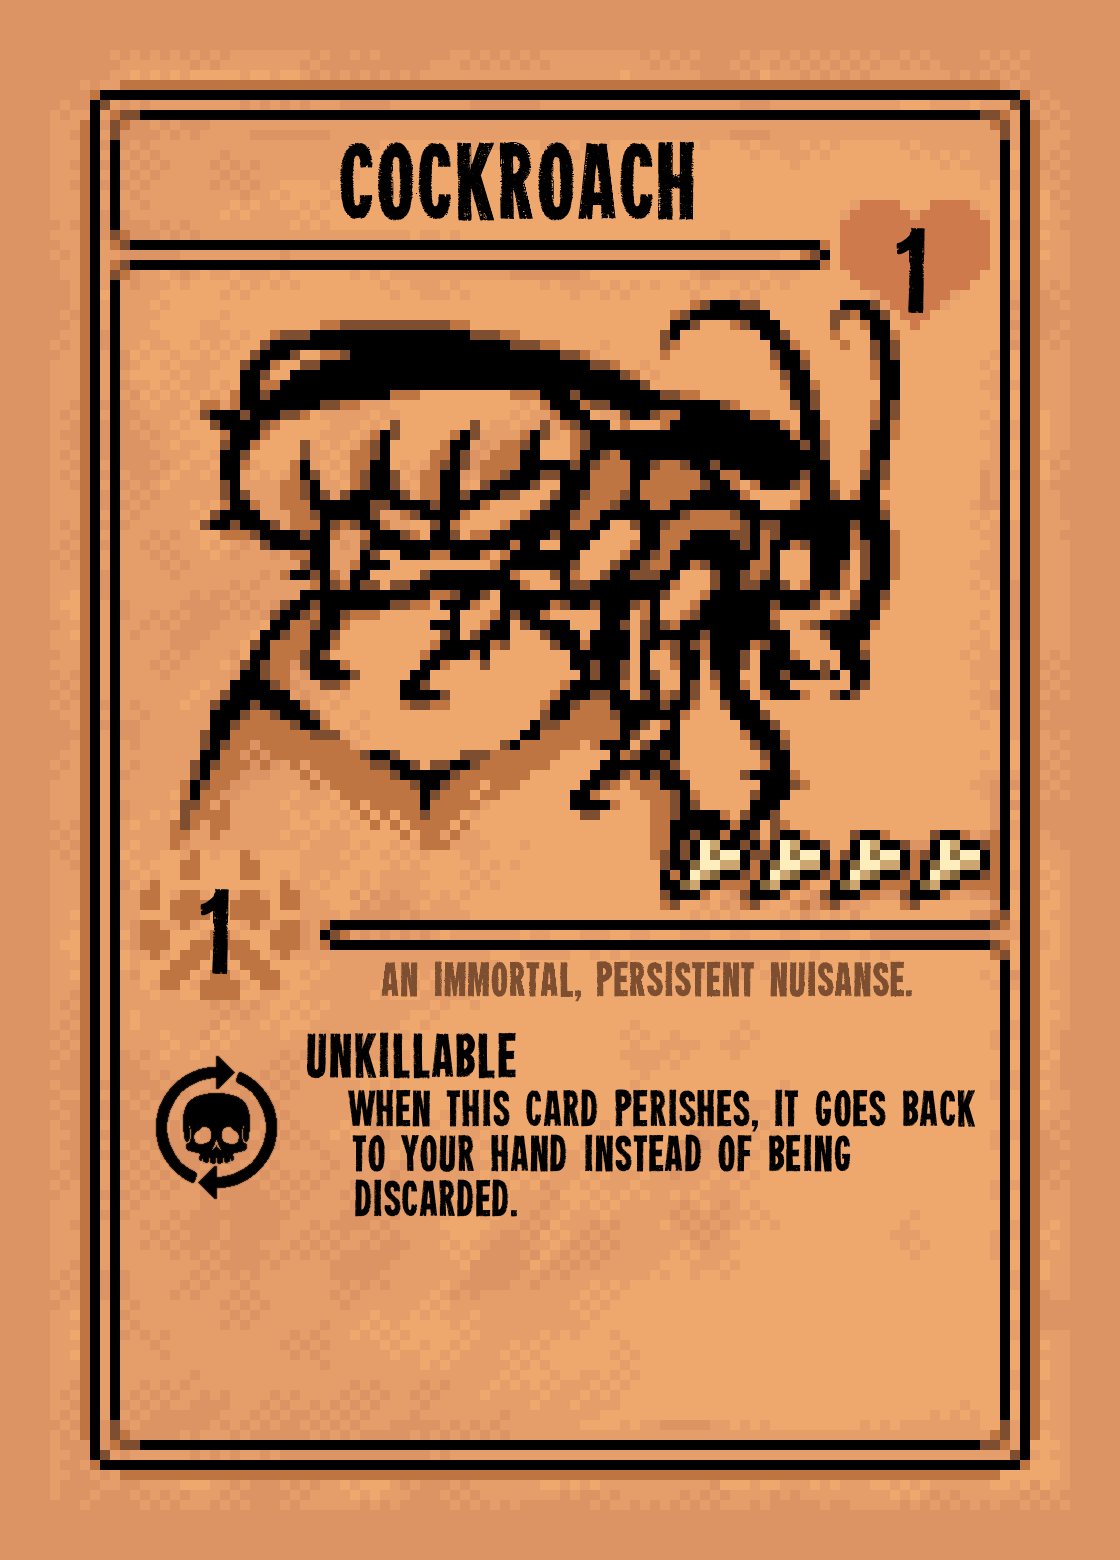 COCKROACH
1
1
AN IMMORTAL, PERSISTENT NUISANSE.
UNKILLABLE
WHEN THIS CARD PERISHES, IT GOES BACK
TO YOUR HAND INSTEAD OF BEING
DISCARDED.